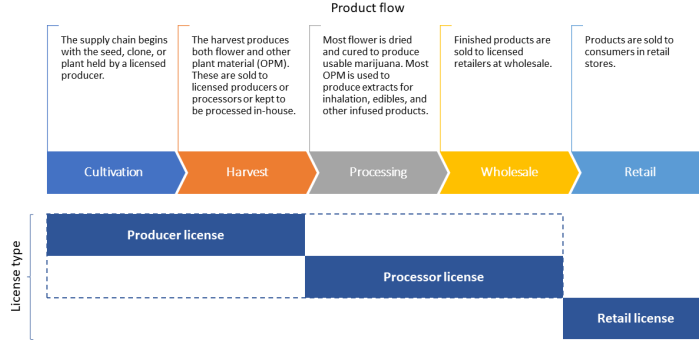 Product flow
The supply chain begins
with the seed, clone, or
plant held by a licensed
producer.
The harvest produces
both flower and other
plant material (OPM).
These are sold to
licensed producers or
processors or kept to
be processed in-house.
Most flower is dried
and cured to produce
usable marijuana. Most
OPM is used to
produce extracts for
inhalation, edibles, and
other infused products.
Finished products are
sold to licensed
retailers at wholesale.
Products are sold to
consumers in retail
stores.
Cultivation
Harvest
Processing
Wholesale
Retail
License type
Producer license
Processor license
Retail license